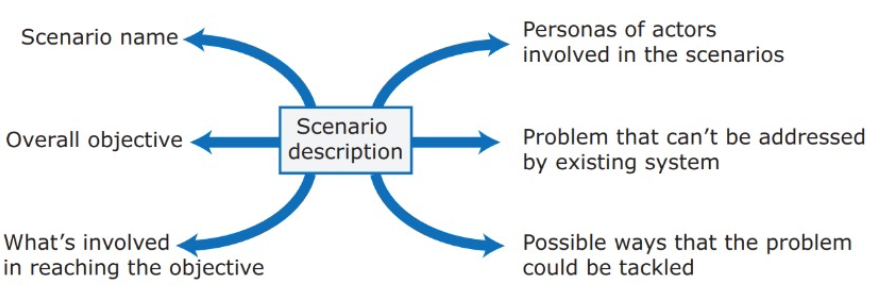 Scenario name
Personas of actors
involved in the scenarios
Overall objective
Scenario
description
Problem that can’t be addressed
by existing system
What’s involved
in reaching the objective
Possible ways that the problem
could be tackled